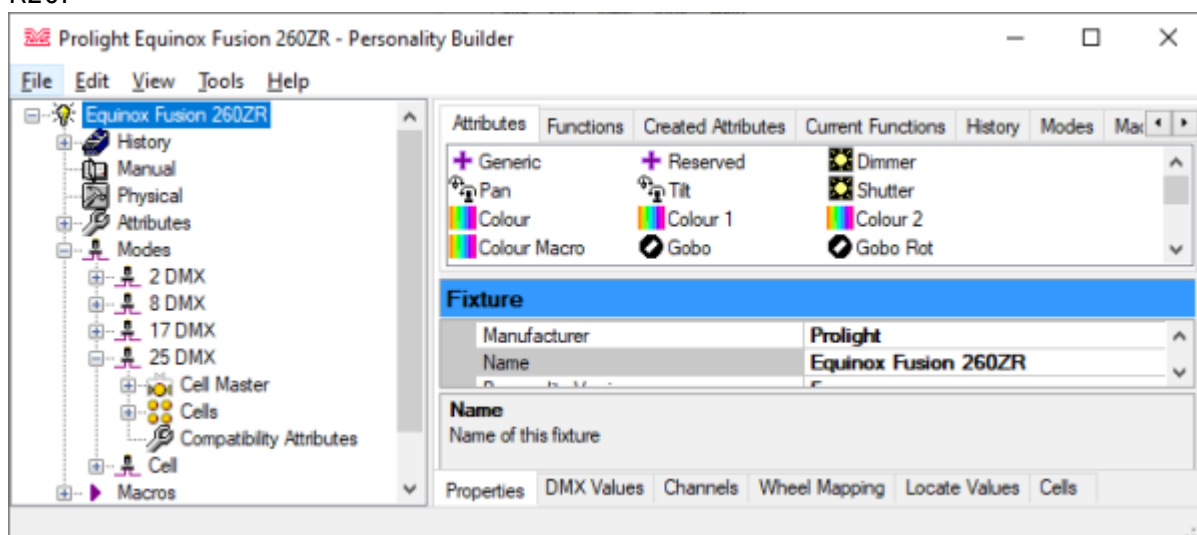 Prolight Equinox Fusion 260ZR - Personality Builder
File Edit View Tools Help
Equinox Fusion 260ZR
History
Manual
Physical
Attributes
Modes
2 DMX
8 DMX
17 DMX
25 DMX
Cell Master
Cells
Compatibility Attributes
Cell
Macros
Attributes Functions Created Attributes Current Functions History Modes Mac
Generic Reserved Dimmer
Pan Tilt Shutter
Colour Colour 1 Colour 2
Colour Macro Gobo Gobo Rot
Fixture
Manufacturer Prolight
Name Equinox Fusion 260ZR
Name
Name of this fixture
Properties DMX Values Channels Wheel Mapping Locate Values Cells